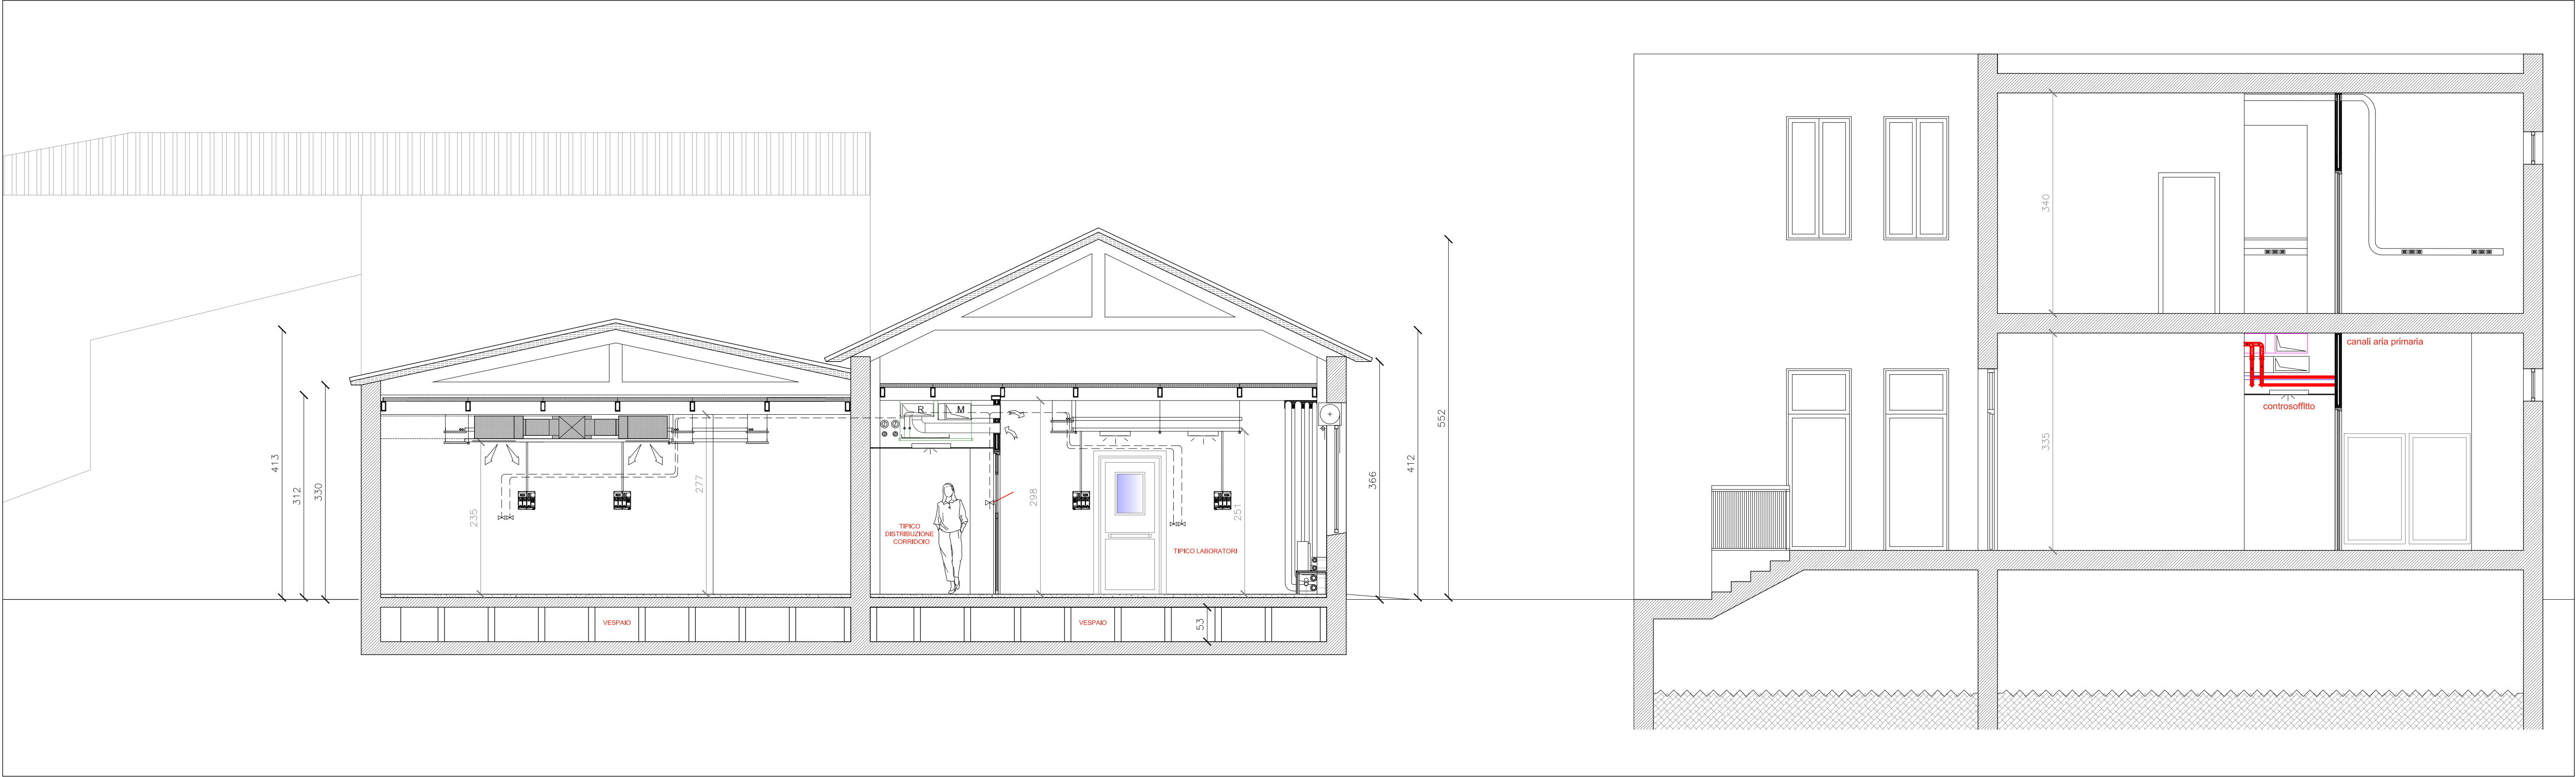 413
312
330
235
277
VESPAIO
R
M
TIPICO
DISTRIBUZIONE
CORRIDOIO
298
TIPICO LABORATORI
251
VESPAIO
53
366
412
552
340
335
canali aria primaria
controsoffitto